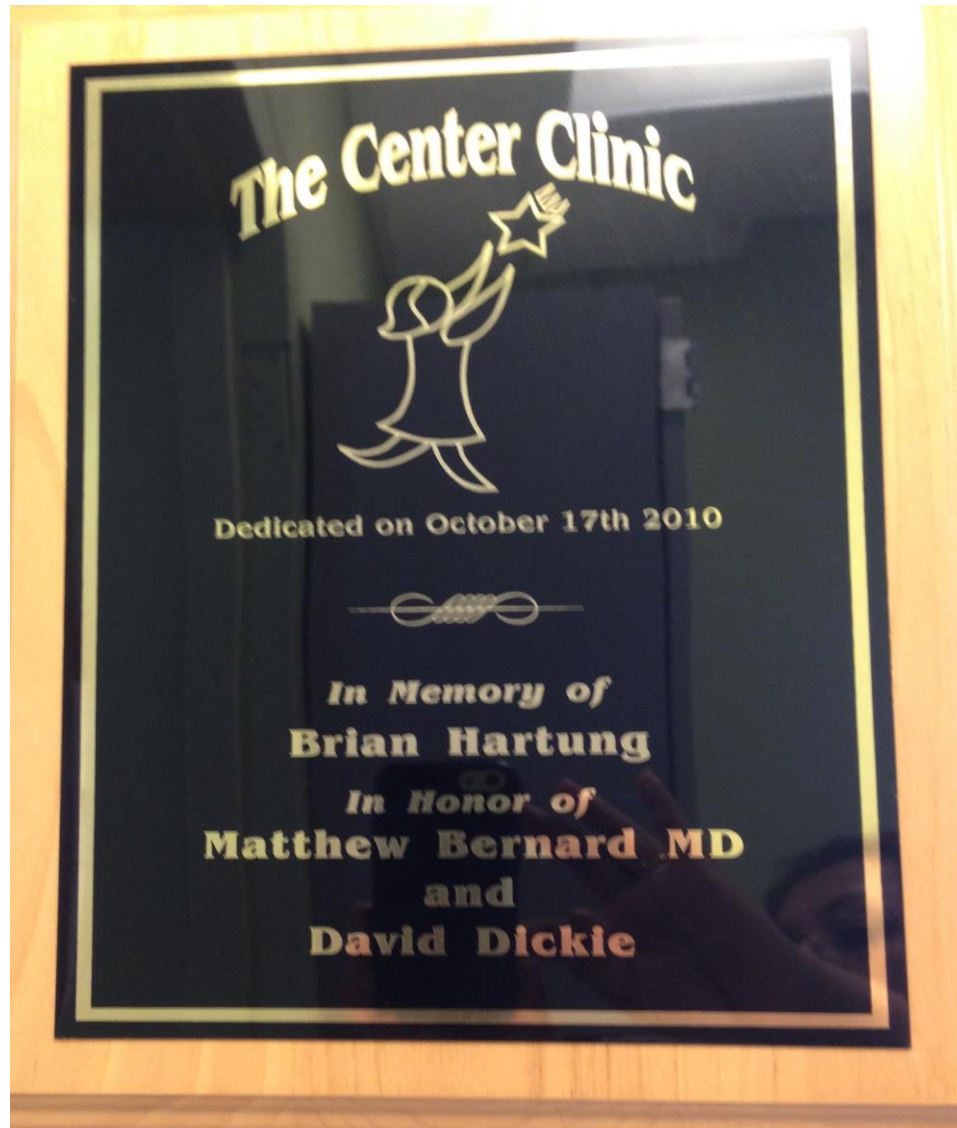 The Center Clinic
Dedicated on October 17th 2010
In Memory of
Brian Hartung
In Honor of
Matthew Bernard MD
and
David Dickie